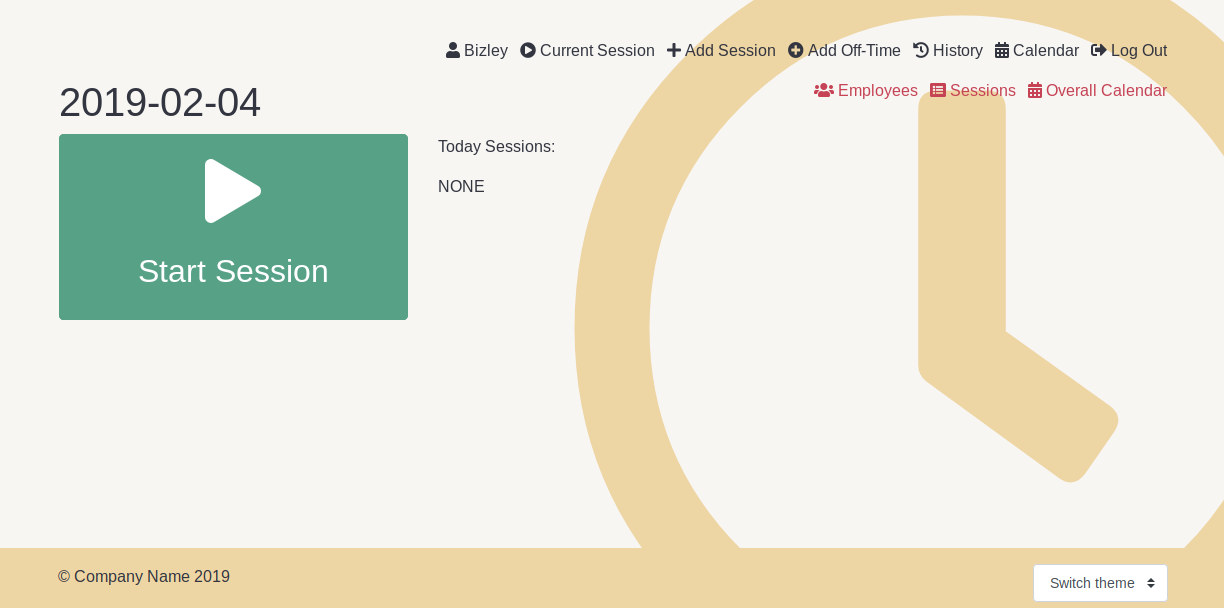 Bizley Current Session Add Session Add Off-Time History Calendar Log Out
Employees Sessions Overall Calendar
2019-02-04
Start Session
Today Sessions:
NONE
© Company Name 2019
Switch theme